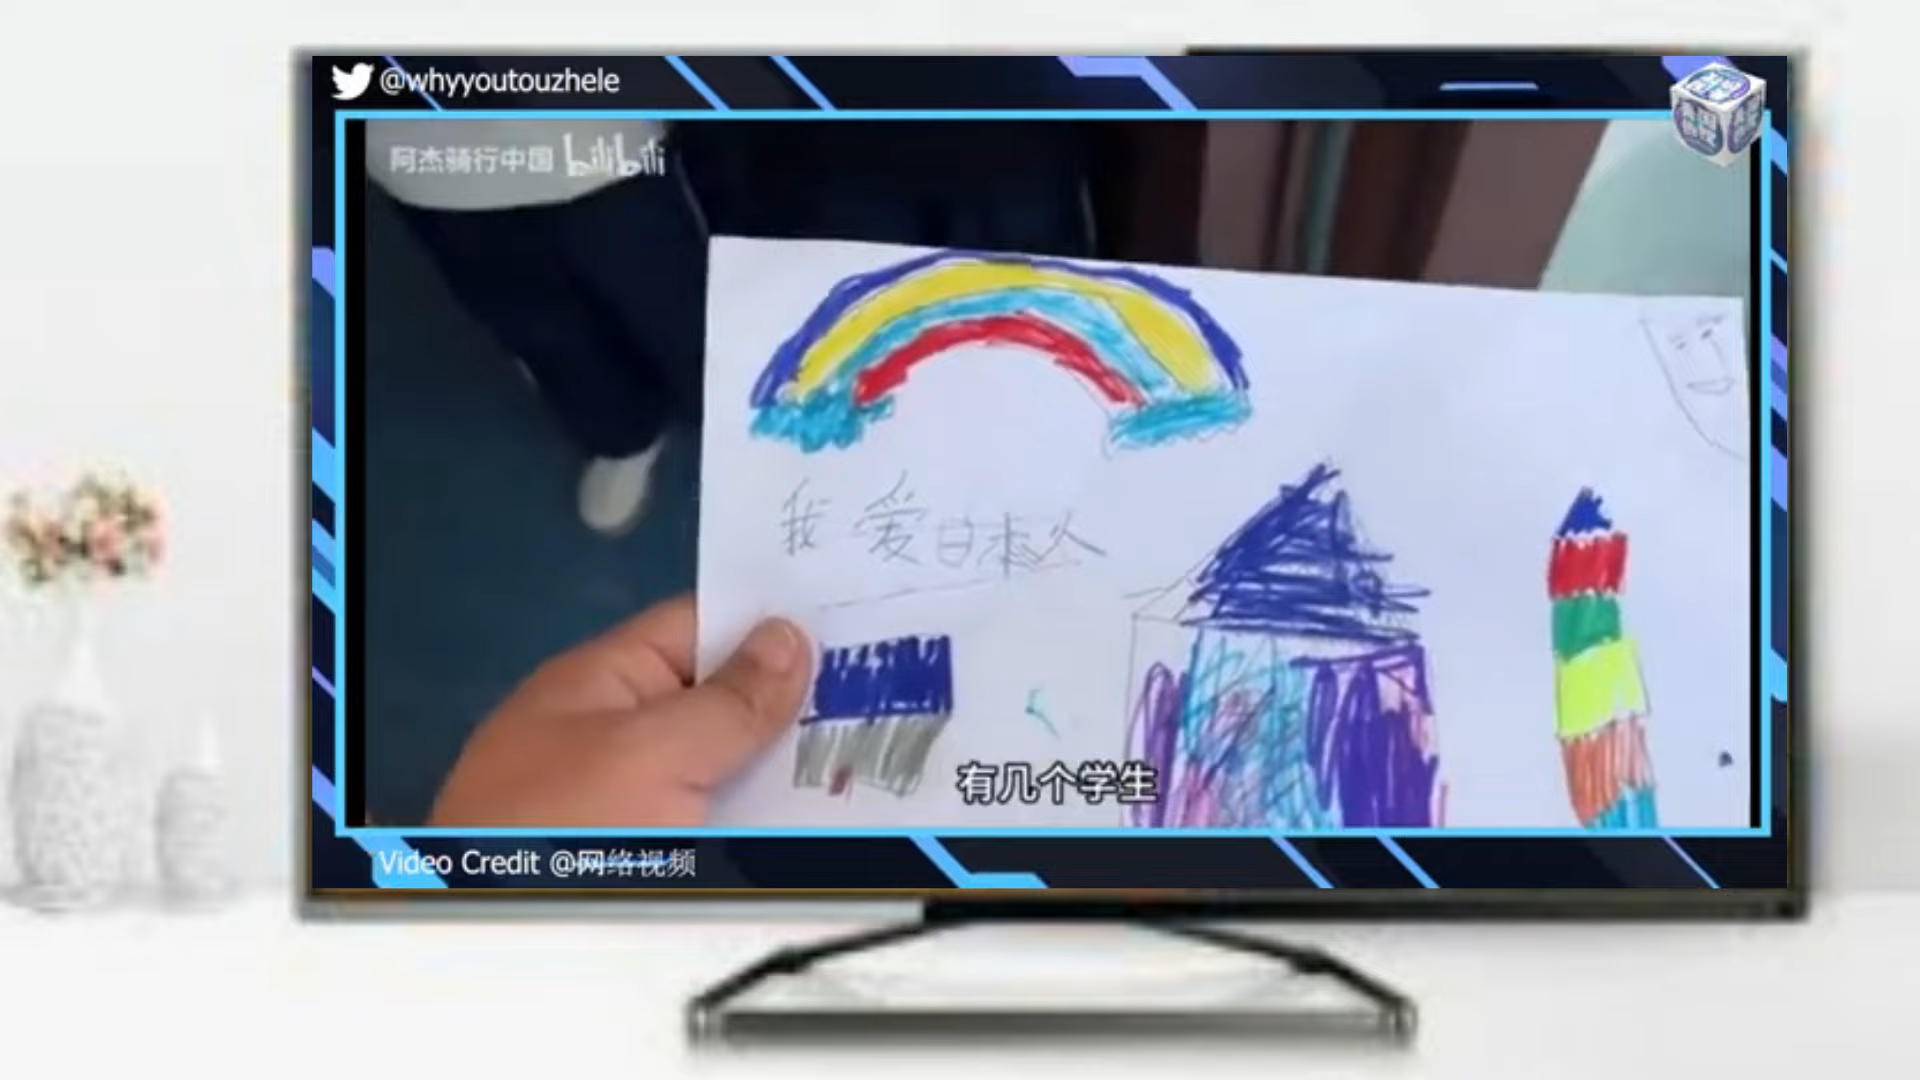 @whyyoutouzhele
阿杰骑行中国 bilibili
我爱日本人
有几个学生
Video Credit @网络视频